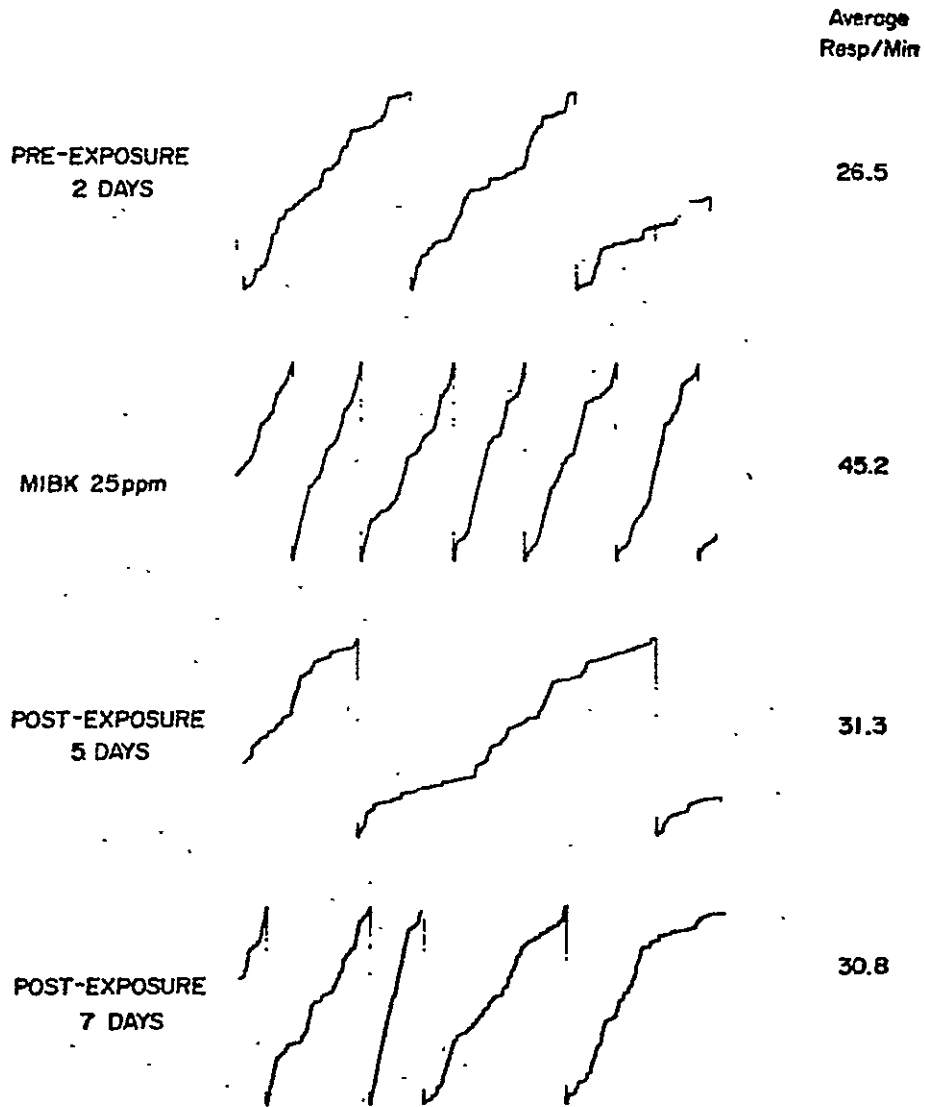 Average
Resp/Min
PRE-EXPOSURE
2 DAYS
26.5
MIBK 25ppm
45.2
POST-EXPOSURE
5 DAYS
31.3
POST-EXPOSURE
7 DAYS
30.8